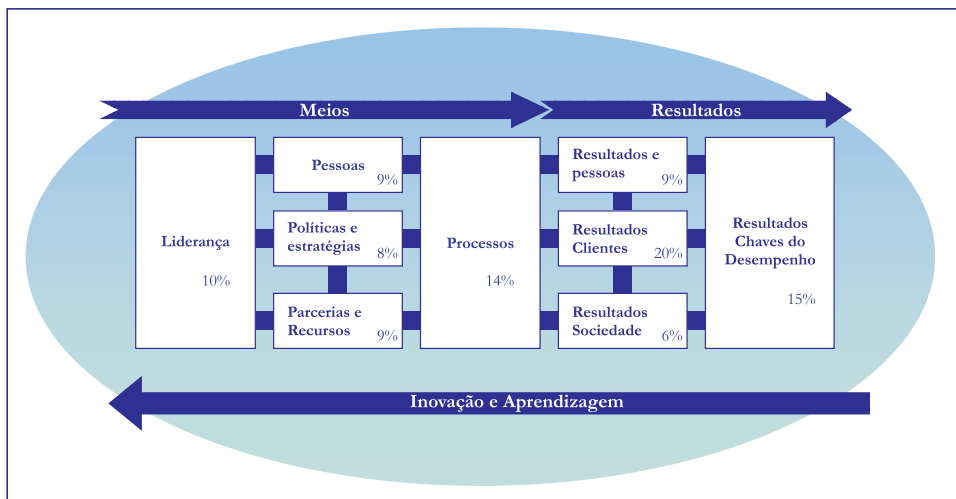 Meios
Resultados
Liderança
10%
Pessoas
9%
Políticas e
estratégias
8%
Parcerias e
Recursos
9%
Processos
14%
Resultados e
pessoas
9%
Resultados
Clientes
20%
Resultados
Sociedade
6%
Resultados
Chaves do
Desempenho
15%
Inovação e Aprendizagem